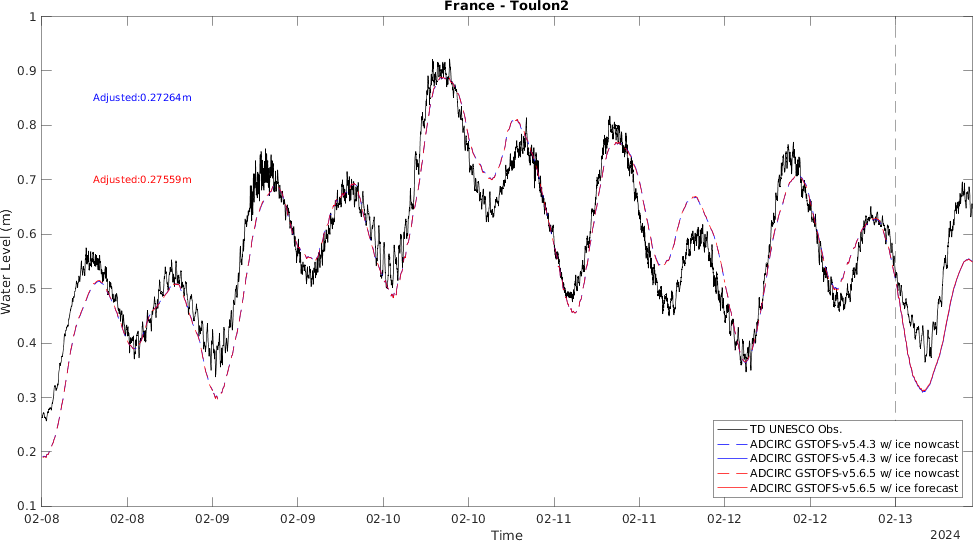 France - Toulon2
1
0.9
0.8
0.7
0.6
0.5
0.4
0.3
0.2
0.1
Water Level (m)
Adjusted:0.27264m
Adjusted:0.27559m
TD UNESCO Obs.
ADCIRC GSTOFS-v5.4.3 w/ ice nowcast
ADCIRC GSTOFS-v5.4.3 w/ ice forecast
ADCIRC GSTOFS-v5.6.5 w/ ice nowcast
ADCIRC GSTOFS-v5.6.5 w/ ice forecast
02-08 02-08 02-09 02-09 02-10 02-10 02-11 02-11 02-12 02-12 02-13
Time
2024